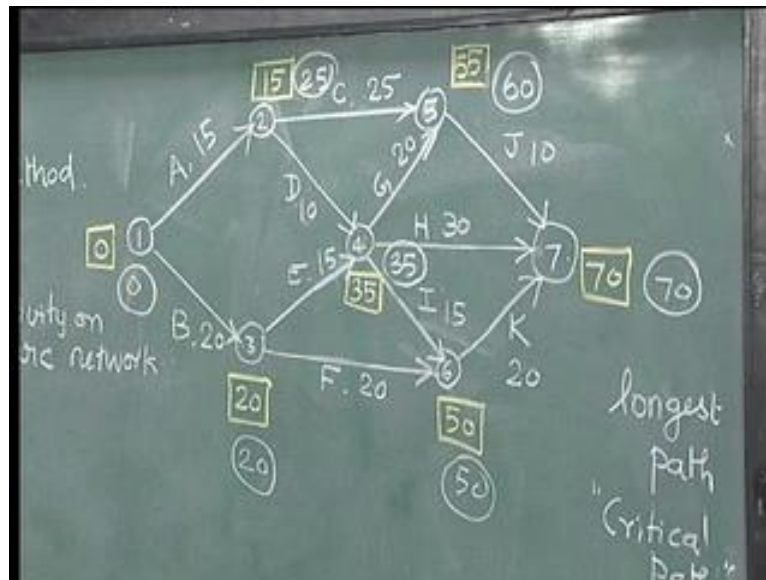 15 25 55 60
C. 25
2 5
A. 15
G 20
J 10
thod.
D 10
1 4 H 30 7
0 0
E. 15 35 35
70 70
I 15
ivity on
B. 20 3
K 20
rc network
F. 20 6
20 50
20 50
longest
path
"Critical
Path"